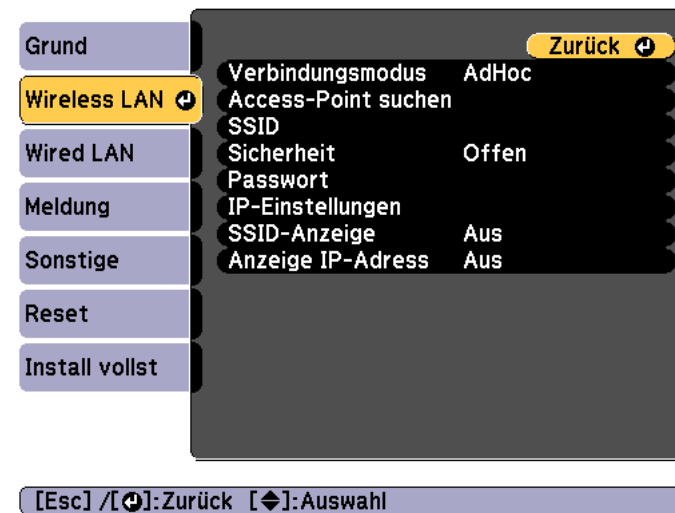 Grund
Wireless LAN
Wired LAN
Meldung
Sonstige
Reset
Install vollst
Zurück
Verbindungsmodus AdHoc
Access-Point suchen
SSID
Sicherheit Offen
Passwort
IP-Einstellungen
SSID-Anzeige Aus
Anzeige IP-Adress Aus
[Esc] /[⏎]:Zurück [◆]:Auswahl